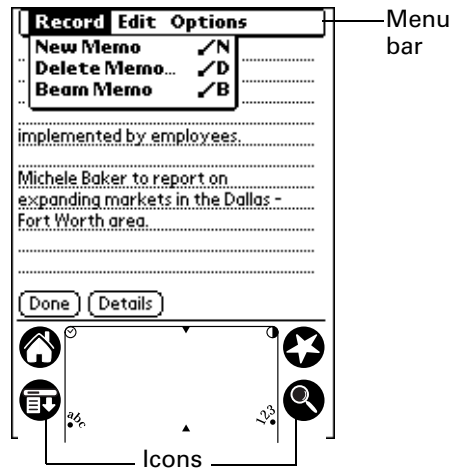 Record Edit Options
Menu bar
New Memo /N
Delete Memo... /D
Beam Memo /B
implemented by employees.
Michele Baker to report on
expanding markets in the Dallas -
Fort Worth area.
Done Details
abc
123
Icons